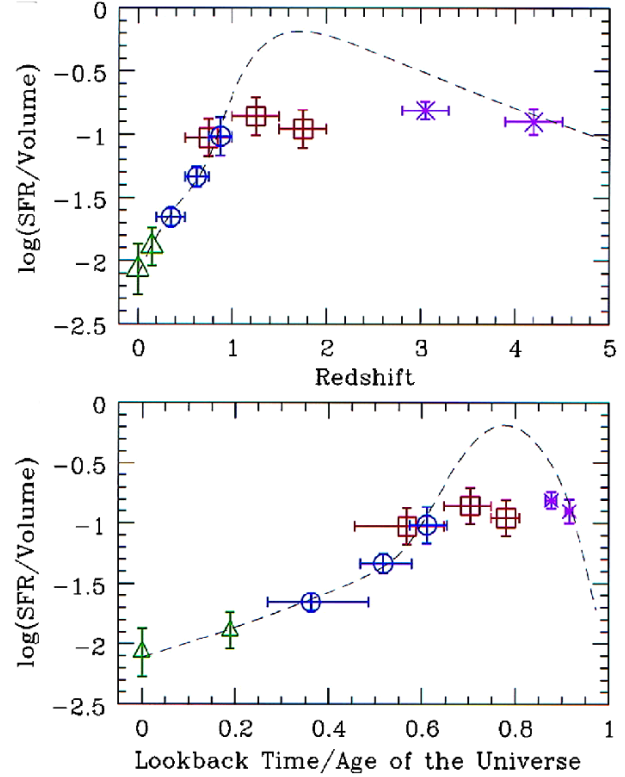 0
-0.5
-1
-1.5
-2
-2.5
log(SFR/Volume)
0 1 2 3 4 5
Redshift
0
-0.5
-1
-1.5
-2
-2.5
log(SFR/Volume)
0 0.2 0.4 0.6 0.8 1
Lookback Time/Age of the Universe